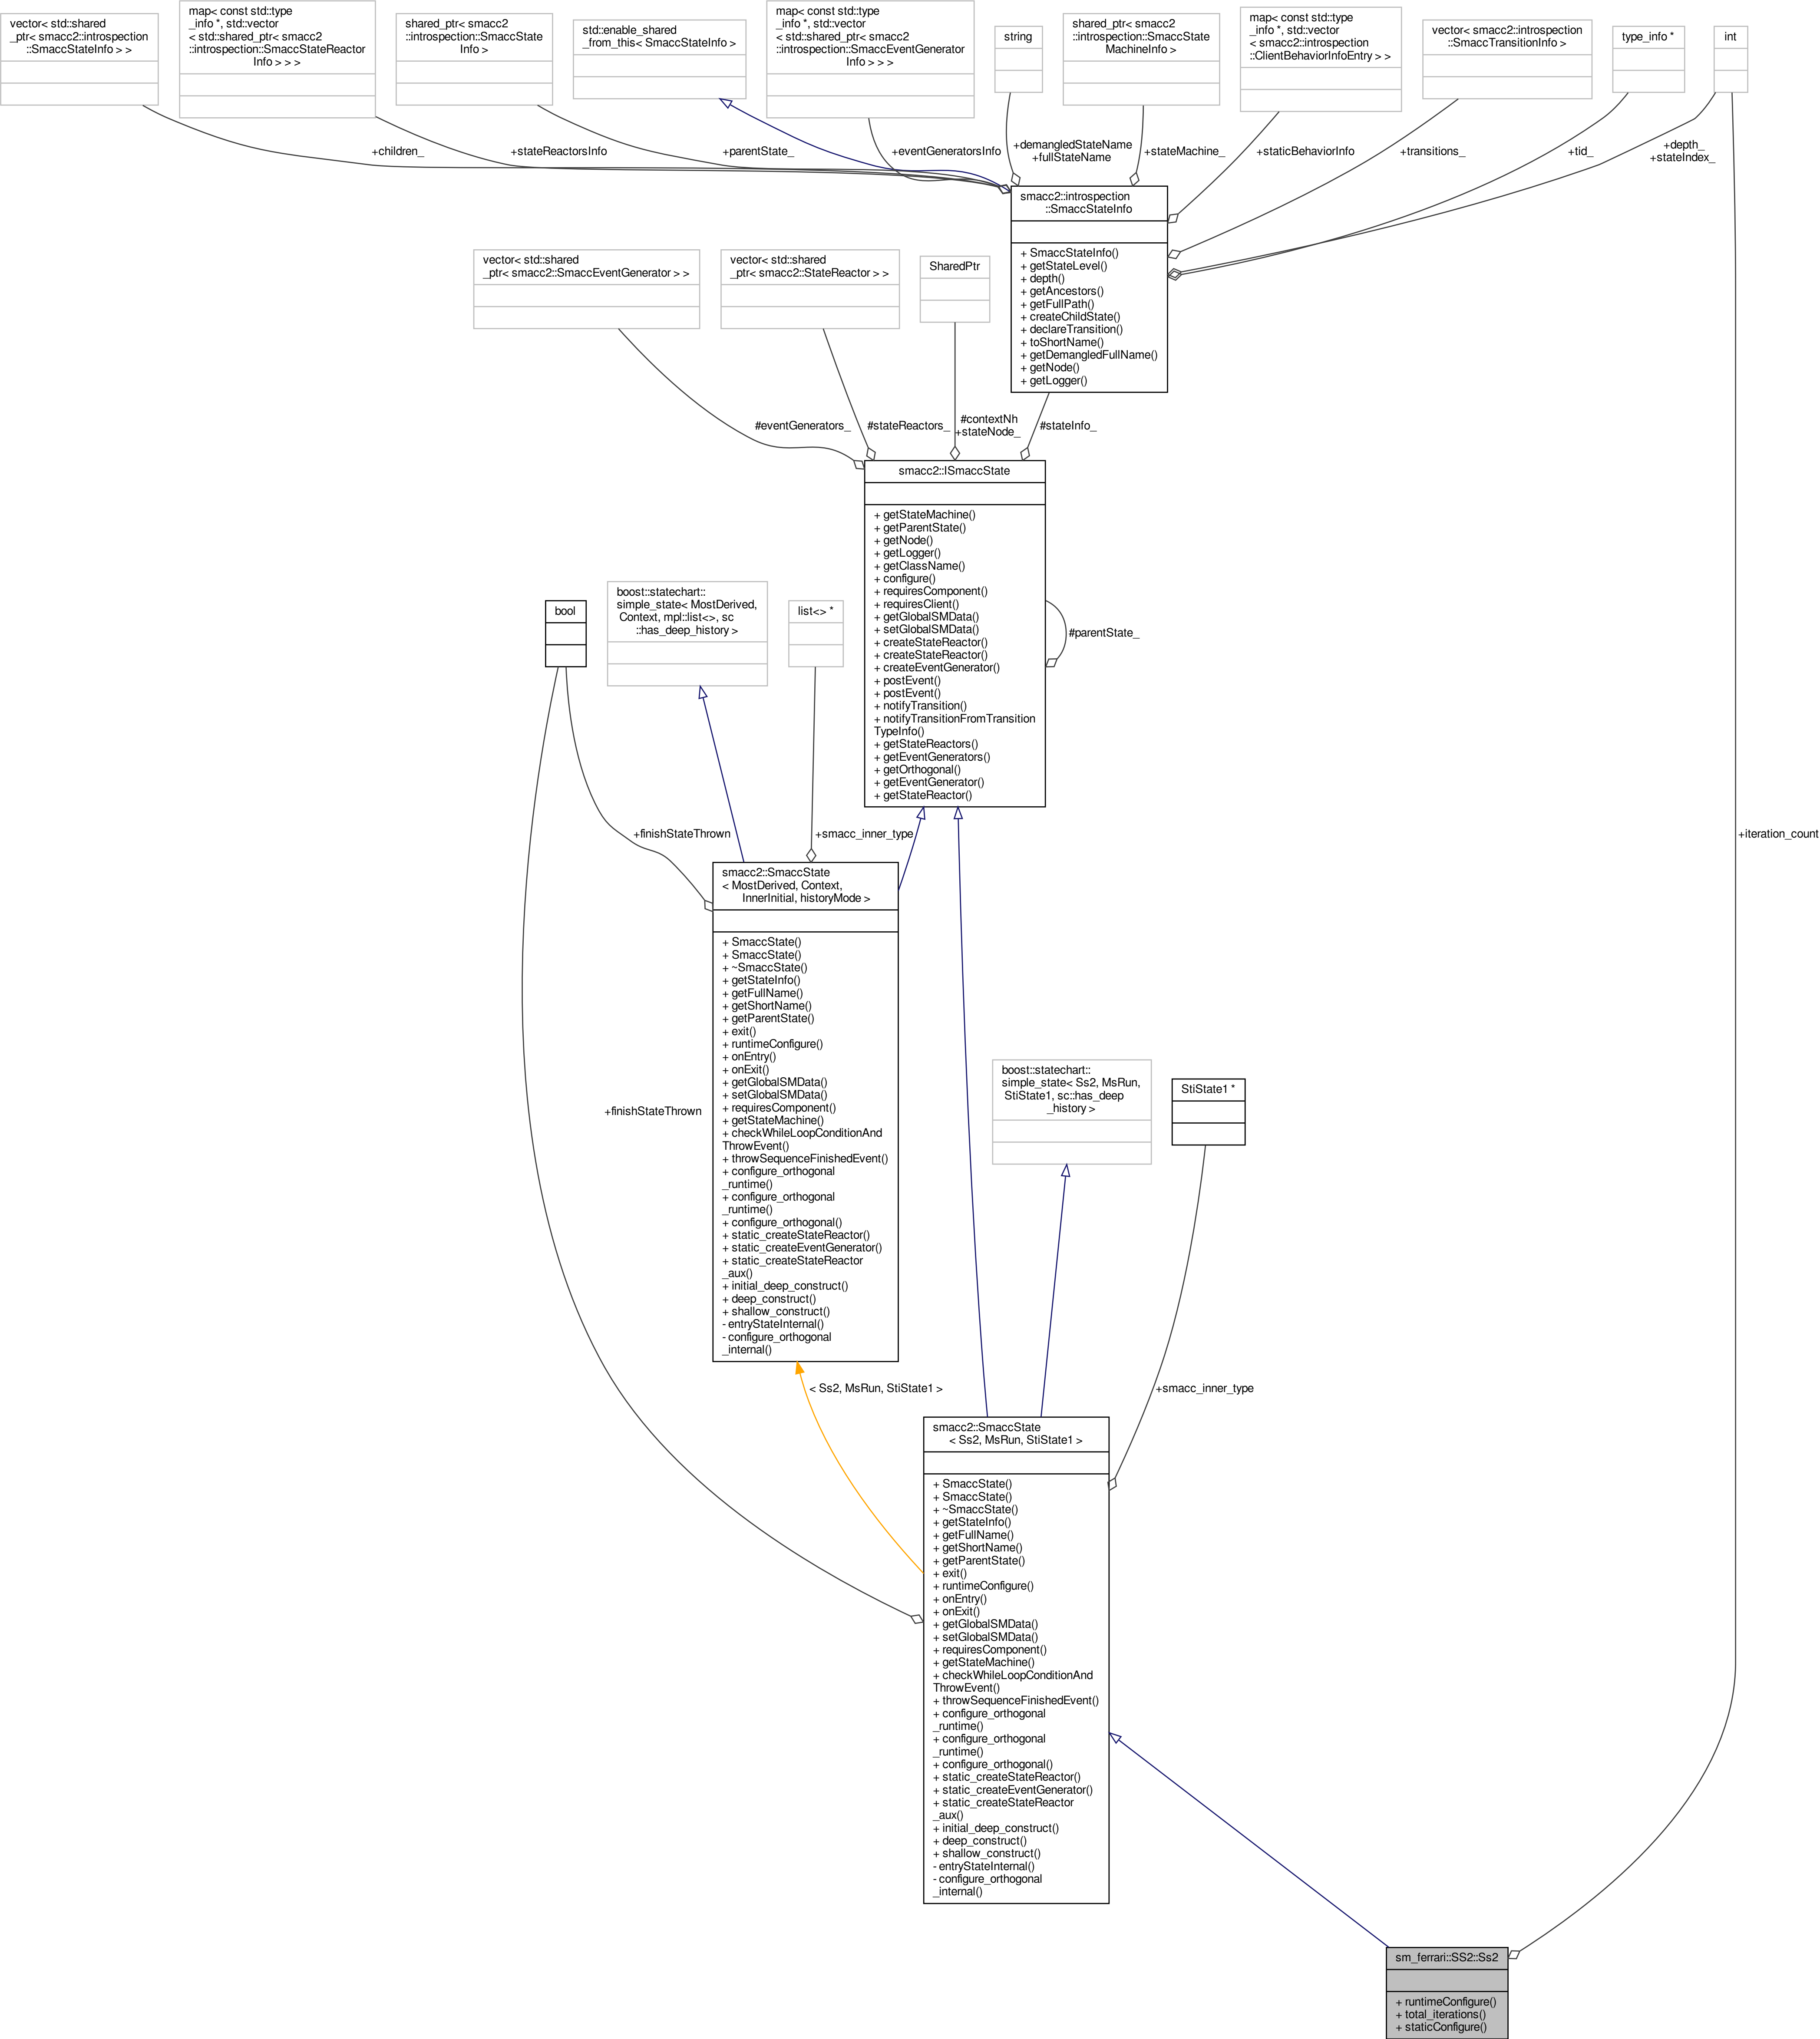 vector< std::shared
_ptr< smacc2::introspection
::SmaccStateInfo > >
map< const std::type
_info *, std::vector
< std::shared_ptr< smacc2
::introspection::SmaccStateReactor
Info > > >
shared_ptr< smacc2
::introspection::SmaccState
Info >
std::enable_shared
_from_this< SmaccStateInfo >
map< const std::type
_info *, std::vector
< std::shared_ptr< smacc2
::introspection::SmaccEventGenerator
Info > > >
string
shared_ptr< smacc2
::introspection::SmaccState
MachineInfo >
map< const std::type
_info *, std::vector
< smacc2::introspection
::ClientBehaviorInfoEntry > >
vector< smacc2::introspection
::SmaccTransitionInfo >
type_info *
int
+children_
+stateReactorsInfo
+parentState_
+eventGeneratorsInfo
+demangledStateName
+fullStateName
+stateMachine_
+staticBehaviorInfo
+transitions_
+tid_
+depth_
+stateIndex_
smacc2::introspection
::SmaccStateInfo
+ SmaccStateInfo()
+ getStateLevel()
+ depth()
+ getAncestors()
+ getFullPath()
+ createChildState()
+ declareTransition()
+ toShortName()
+ getDemangledFullName()
+ getNode()
+ getLogger()
vector< std::shared
_ptr< smacc2::SmaccEventGenerator > >
vector< std::shared
_ptr< smacc2::StateReactor > >
SharedPtr
#eventGenerators_
#stateReactors_
#contextNh
+stateNode_
#stateInfo_
smacc2::ISmaccState
+ getStateMachine()
+ getParentState()
+ getNode()
+ getLogger()
+ getClassName()
+ configure()
+ requiresComponent()
+ requiresClient()
+ getGlobalSMData()
+ setGlobalSMData()
+ createStateReactor()
+ createStateReactor()
+ createEventGenerator()
+ postEvent()
+ postEvent()
+ notifyTransition()
+ notifyTransitionFromTransition
TypeInfo()
+ getStateReactors()
+ getEventGenerators()
+ getOrthogonal()
+ getEventGenerator()
+ getStateReactor()
#parentState_
bool
boost::statechart::
simple_state< MostDerived,
Context, mpl::list<>, sc
::has_deep_history >
list<> *
+finishStateThrown
+smacc_inner_type
+iteration_count
smacc2::SmaccState
< MostDerived, Context,
InnerInitial, historyMode >
+ SmaccState()
+ SmaccState()
+ ~SmaccState()
+ getStateInfo()
+ getFullName()
+ getShortName()
+ getParentState()
+ exit()
+ runtimeConfigure()
+ onEntry()
+ onExit()
+ getGlobalSMData()
+ setGlobalSMData()
+ requiresComponent()
+ getStateMachine()
+ checkWhileLoopConditionAnd
ThrowEvent()
+ throwSequenceFinishedEvent()
+ configure_orthogonal
_runtime()
+ configure_orthogonal
_runtime()
+ configure_orthogonal()
+ static_createStateReactor()
+ static_createEventGenerator()
+ static_createStateReactor
_aux()
+ initial_deep_construct()
+ deep_construct()
+ shallow_construct()
- entryStateInternal()
- configure_orthogonal
_internal()
+finishStateThrown
boost::statechart::
simple_state< Ss2, MsRun,
StiState1, sc::has_deep
_history >
StiState1 *
< Ss2, MsRun, StiState1 >
+smacc_inner_type
smacc2::SmaccState
< Ss2, MsRun, StiState1 >
+ SmaccState()
+ SmaccState()
+ ~SmaccState()
+ getStateInfo()
+ getFullName()
+ getShortName()
+ getParentState()
+ exit()
+ runtimeConfigure()
+ onEntry()
+ onExit()
+ getGlobalSMData()
+ setGlobalSMData()
+ requiresComponent()
+ getStateMachine()
+ checkWhileLoopConditionAnd
ThrowEvent()
+ throwSequenceFinishedEvent()
+ configure_orthogonal
_runtime()
+ configure_orthogonal
_runtime()
+ configure_orthogonal()
+ static_createStateReactor()
+ static_createEventGenerator()
+ static_createStateReactor
_aux()
+ initial_deep_construct()
+ deep_construct()
+ shallow_construct()
- entryStateInternal()
- configure_orthogonal
_internal()
sm_ferrari::SS2::Ss2
+ runtimeConfigure()
+ total_iterations()
+ staticConfigure()